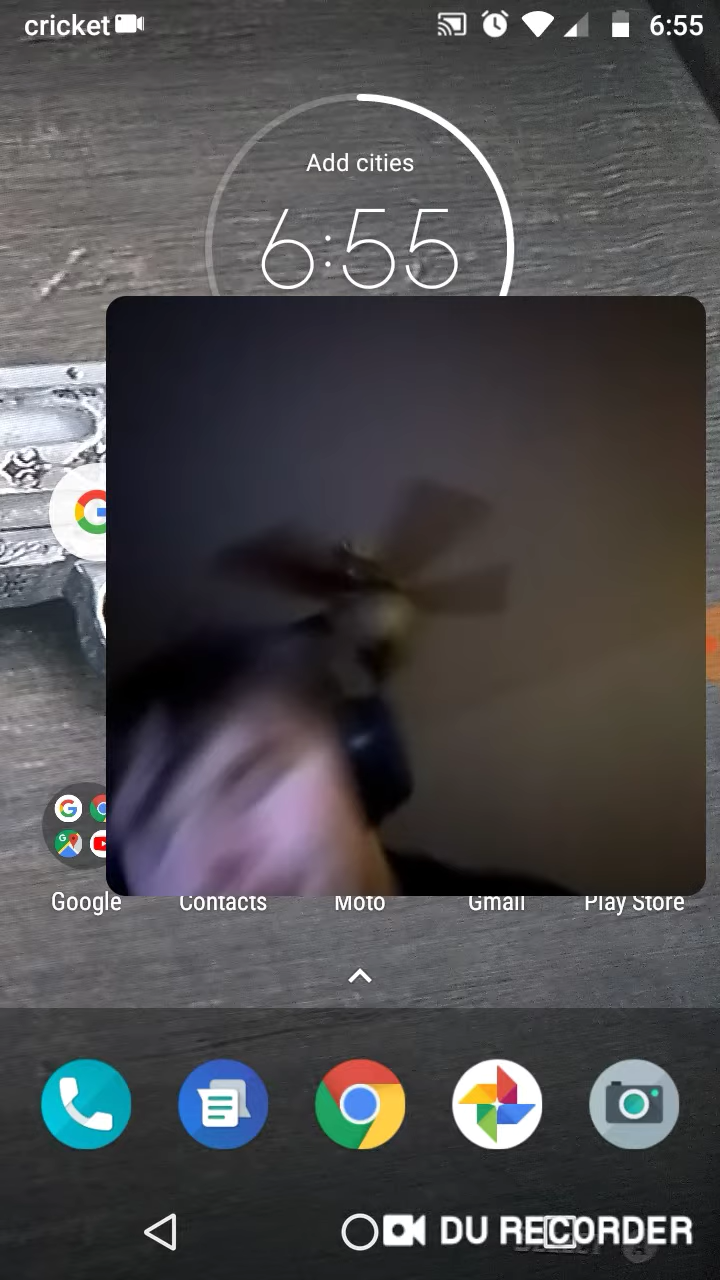 cricket 6:55
Add cities
6:55
Google Contacts Moto Gmail Play Store
DU RECORDER